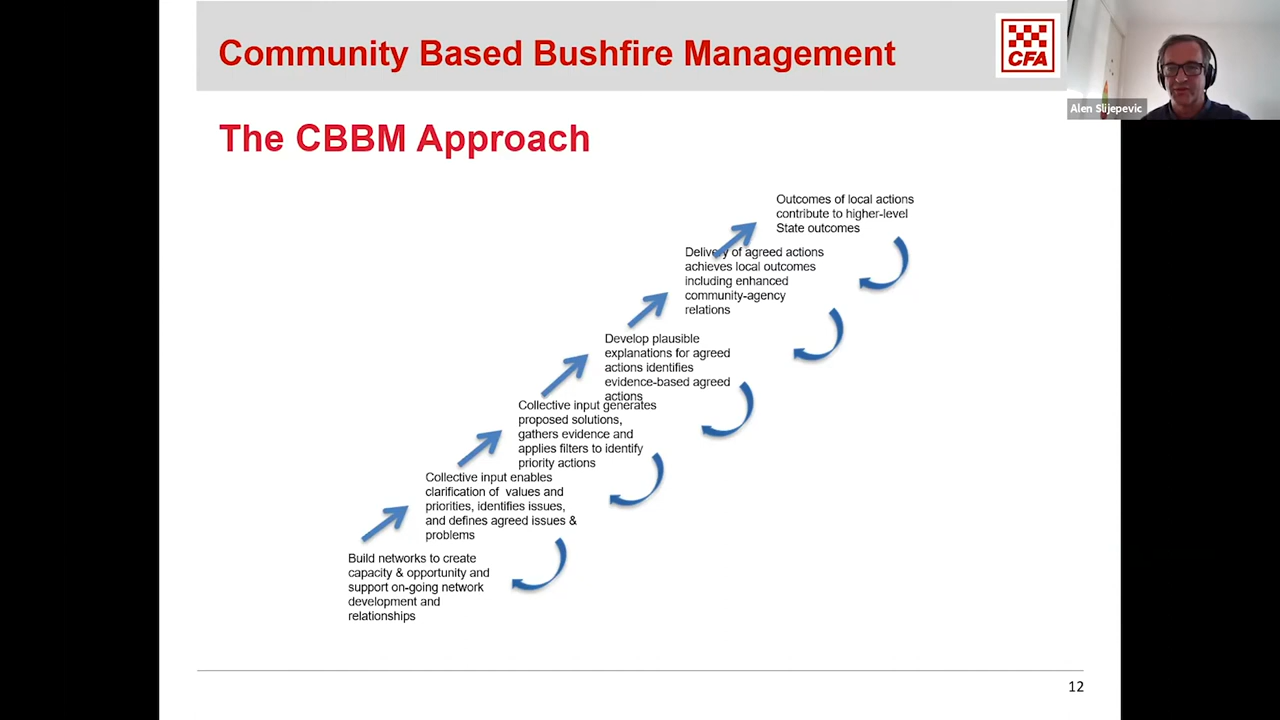 Community Based Bushfire Management
CFA
Alen Slijepevic
The CBBM Approach
Outcomes of local actions
contribute to higher-level
State outcomes
Delivery of agreed actions
achieves local outcomes
including enhanced
community-agency
relations
Develop plausible
explanations for agreed
actions identifies
evidence-based agreed
actions
Collective input generates
proposed solutions,
gathers evidence and
applies filters to identify
priority actions
Collective input enables
clarification of values and
priorities, identifies issues,
and defines agreed issues &
problems
Build networks to create
capacity & opportunity and
support on-going network
development and
relationships
12